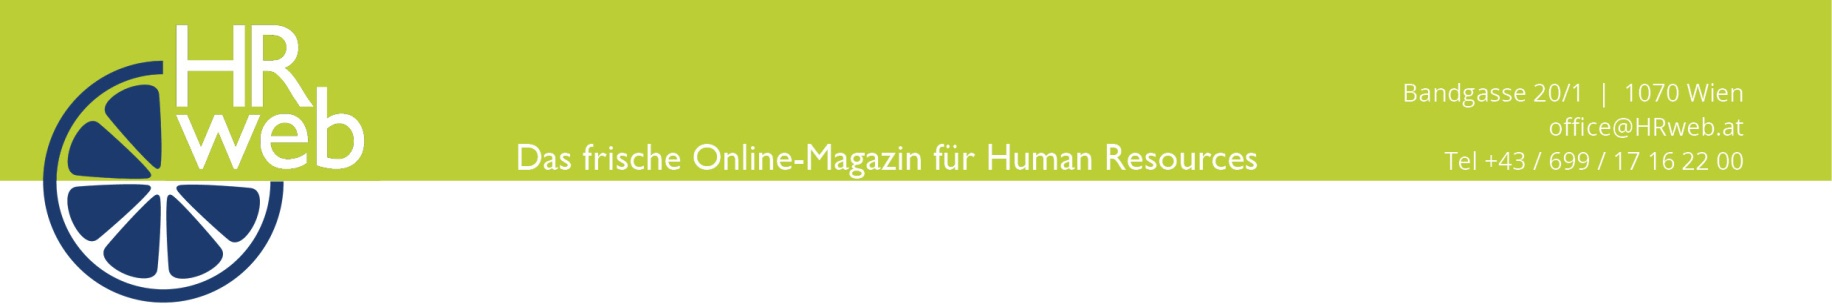 HR
web
Das frische Online-Magazin für Human Resources
Bandgasse 20/1 | 1070 Wien
office@HRweb.at
Tel +43 / 699 / 17 16 22 00